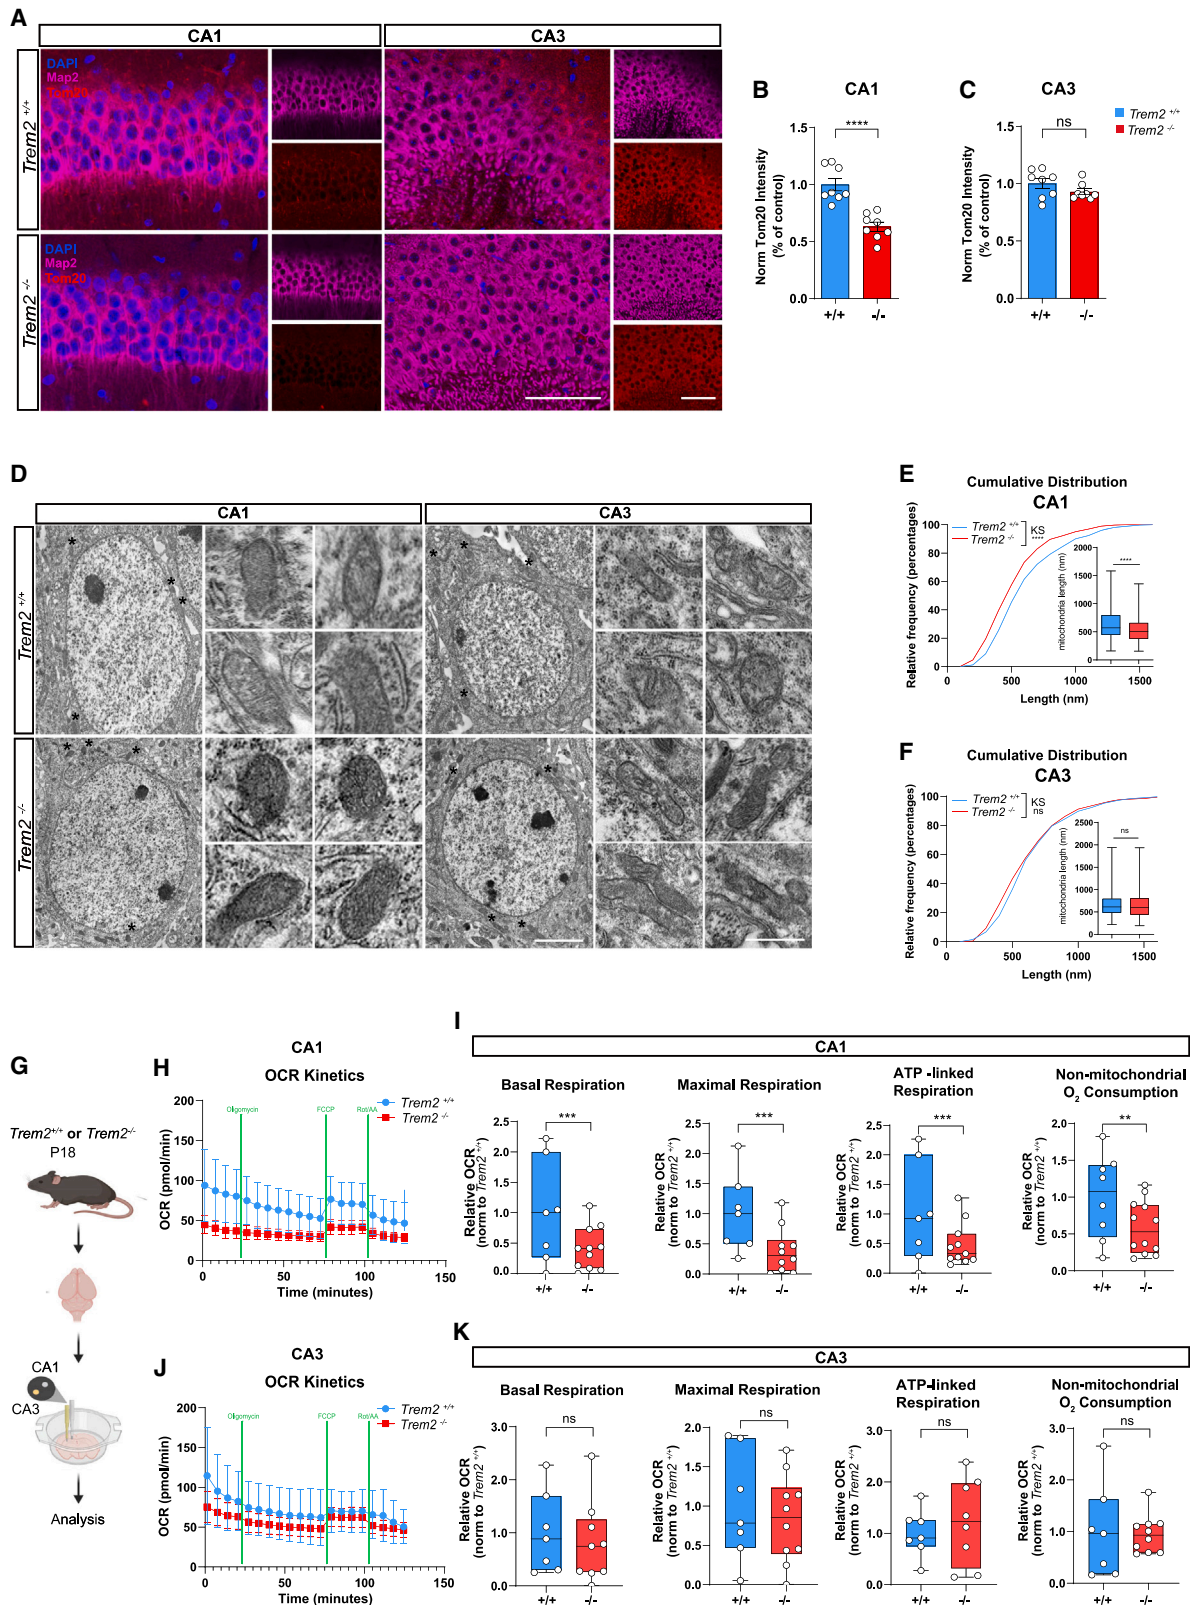 A
CA1
CA3
Trem2 +/+
DAPI
Map2
Tom20
Trem2 -/-
DAPI
Map2
Tom20
B
CA1
Norm Tom20 Intensity
(% of control)
1.5
1.0
0.5
0.0
****
+/+
-/-
C
CA3
Norm Tom20 Intensity
(% of control)
1.5
1.0
0.5
0.0
ns
+/+
-/-
Trem2 +/+
Trem2 -/-
D
CA1
CA3
Trem2 +/+
Trem2 -/-
E
Cumulative Distribution
CA1
Relative frequency (percentages)
100
80
60
40
20
0
Trem2 +/+
Trem2 -/-
KS
****
mitochondria length (nm)
2000
1500
1000
500
0
****
0
500
1000
1500
Length (nm)
F
Cumulative Distribution
CA3
Relative frequency (percentages)
100
80
60
40
20
0
Trem2 +/+
Trem2 -/-
KS
ns
mitochondria length (nm)
2500
2000
1500
1000
500
0
ns
0
500
1000
1500
Length (nm)
G
Trem2+/+ or Trem2-/-
P18
CA1
CA3
Analysis
H
CA1
OCR Kinetics
OCR (pmol/min)
200
150
100
50
0
Oligomycin
FCCP
Rot/AA
Trem2 +/+
Trem2 -/-
0
50
100
150
Time (minutes)
I
CA1
Basal Respiration
Relative OCR
(norm to Trem2 +/+)
2.5
2.0
1.5
1.0
0.5
0.0
***
+/+
-/-
Maximal Respiration
Relative OCR
(norm to Trem2 +/+)
2.5
2.0
1.5
1.0
0.5
0.0
***
+/+
-/-
ATP -linked
Respiration
Relative OCR
(norm to Trem2 +/+)
2.5
2.0
1.5
1.0
0.5
0.0
***
+/+
-/-
Non-mitochondrial
O2 Consumption
Relative OCR
(norm to Trem2 +/+)
2.0
1.5
1.0
0.5
0.0
**
+/+
-/-
J
CA3
OCR Kinetics
OCR (pmol/min)
200
150
100
50
0
Oligomycin
FCCP
Rot/AA
Trem2 +/+
Trem2 -/-
0
50
100
150
Time (minutes)
K
CA3
Basal Respiration
Relative OCR
(norm to Trem2 +/+)
3.0
2.0
1.0
0.0
ns
+/+
-/-
Maximal Respiration
Relative OCR
(norm to Trem2 +/+)
2.0
1.5
1.0
0.5
0.0
ns
+/+
-/-
ATP-linked
Respiration
Relative OCR
(norm to Trem2 +/+)
3.0
2.0
1.0
0.0
ns
+/+
-/-
Non-mitochondrial
O2 Consumption
Relative OCR
(norm to Trem2 +/+)
3.0
2.0
1.0
0.0
ns
+/+
-/-